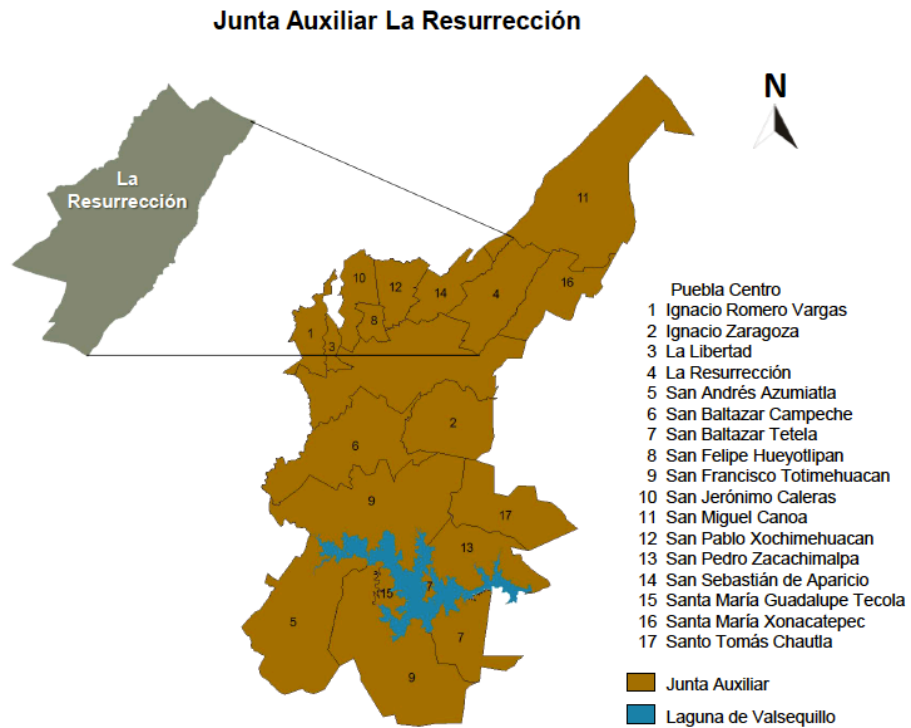 Junta Auxiliar La Resurrección
N
La
Resurrección
11
16
10
12
14
4
8
1
3
2
6
9
17
13
15
7
5
7
9
Puebla Centro
1 Ignacio Romero Vargas
2 Ignacio Zaragoza
3 La Libertad
4 La Resurrección
5 San Andrés Azumiatla
6 San Baltazar Campeche
7 San Baltazar Tetela
8 San Felipe Hueyotlipan
9 San Francisco Totimehuacan
10 San Jerónimo Caleras
11 San Miguel Canoa
12 San Pablo Xochimehuacan
13 San Pedro Zacachimalpa
14 San Sebastián de Aparicio
15 Santa María Guadalupe Tecola
16 Santa María Xonacatepec
17 Santo Tomás Chautla
Junta Auxiliar
Laguna de Valsequillo